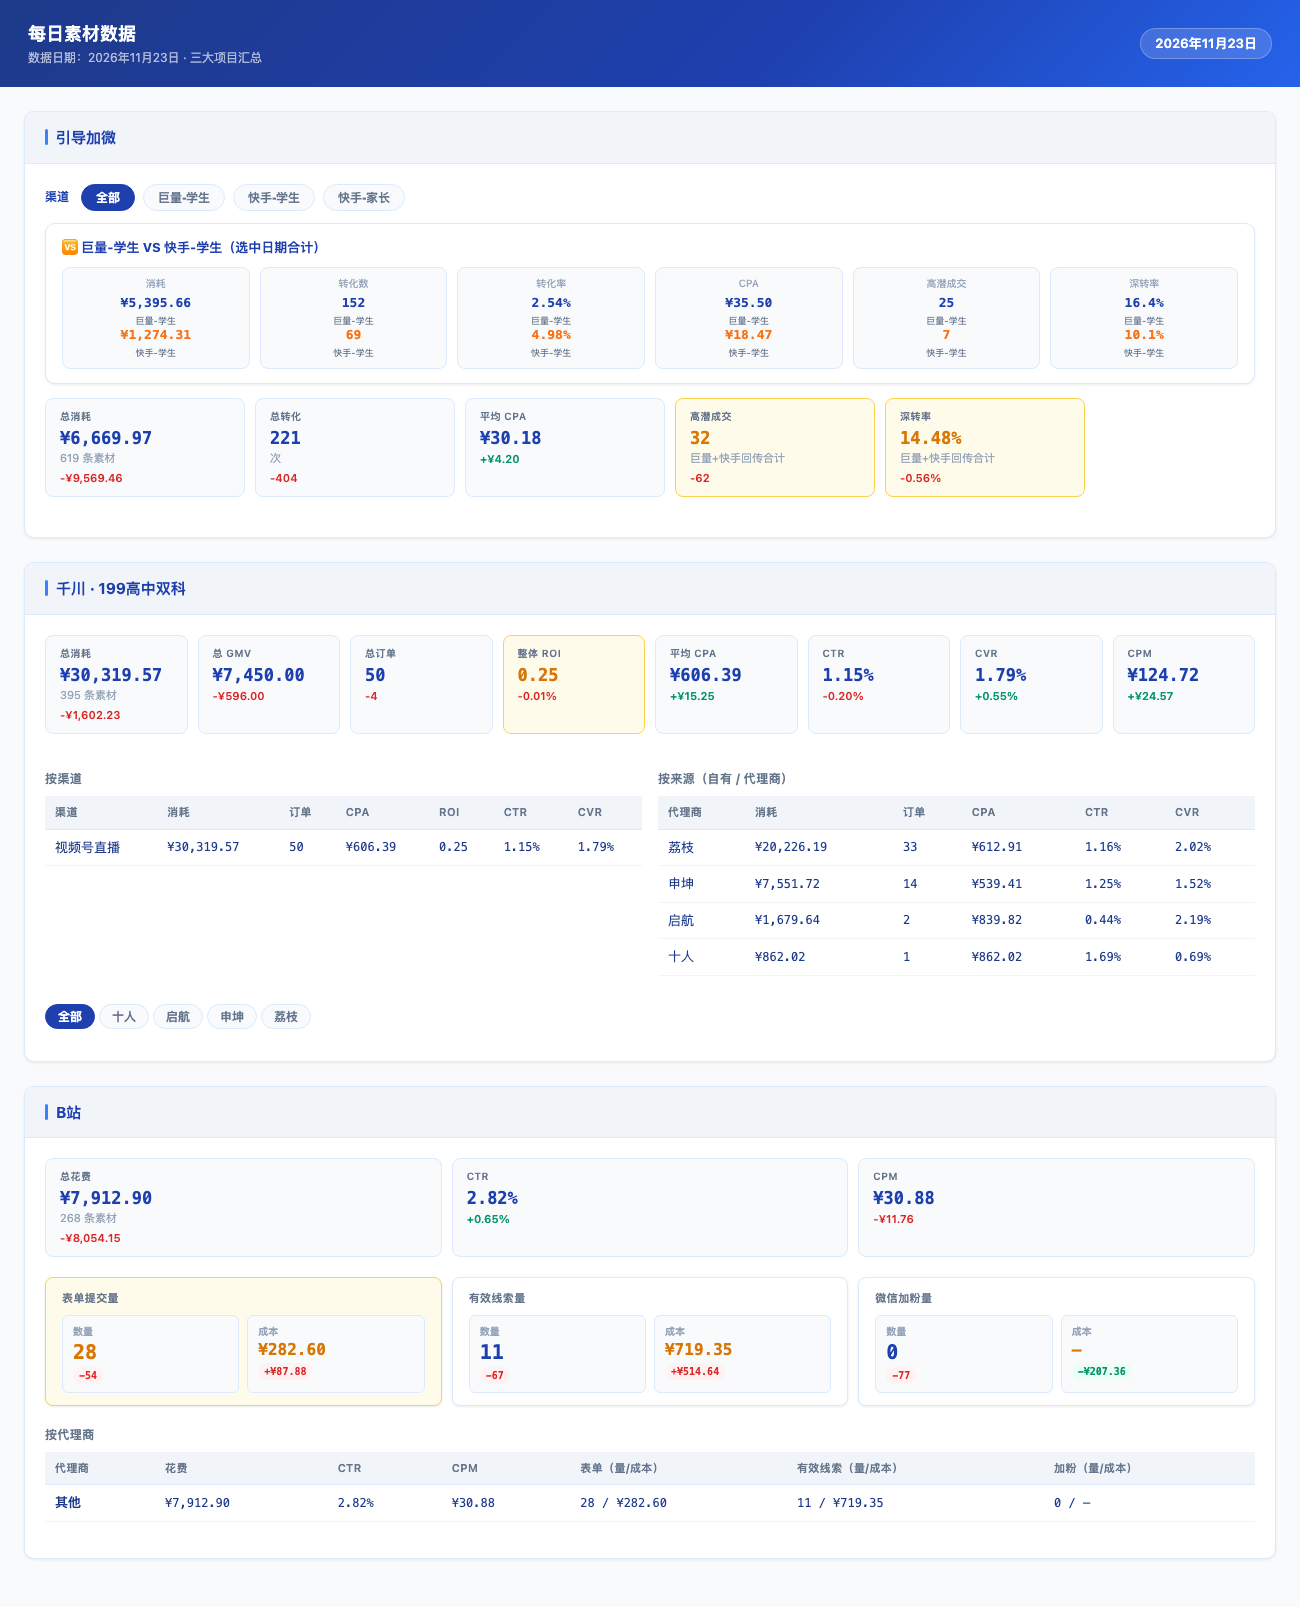 每日素材数据
数据日期：2026年11月23日 · 三大项目汇总
2026年11月23日
引导加微
渠道 全部 巨量-学生 快手-学生 快手-家长
🆚 巨量-学生 VS 快手-学生（选中日期合计）
消耗 转化数 转化率 CPA 高潜成交 深转率
¥5,395.66 152 2.54% ¥35.50 25 16.4%
巨量-学生 巨量-学生 巨量-学生 巨量-学生 巨量-学生 巨量-学生
¥1,274.31 69 4.98% ¥18.47 7 10.1%
快手-学生 快手-学生 快手-学生 快手-学生 快手-学生 快手-学生
总消耗 总转化 平均 CPA 高潜成交 深转率
¥6,669.97 221 ¥30.18 32 14.48%
619 条素材 次 +¥4.20 巨量+快手回传合计 巨量+快手回传合计
-¥9,569.46 -404 -62 -0.56%
千川 · 199高中双科
总消耗 总 GMV 总订单 整体 ROI 平均 CPA CTR CVR CPM
¥30,319.57 ¥7,450.00 50 0.25 ¥606.39 1.15% 1.79% ¥124.72
395 条素材 -¥596.00 -4 -0.01% +¥15.25 -0.20% +0.55% +¥24.57
-¥1,602.23
按渠道
渠道 消耗 订单 CPA ROI CTR CVR
视频号直播 ¥30,319.57 50 ¥606.39 0.25 1.15% 1.79%
按来源（自有 / 代理商）
代理商 消耗 订单 CPA CTR CVR
荔枝 ¥20,226.19 33 ¥612.91 1.16% 2.02%
申坤 ¥7,551.72 14 ¥539.41 1.25% 1.52%
启航 ¥1,679.64 2 ¥839.82 0.44% 2.19%
十人 ¥862.02 1 ¥862.02 1.69% 0.69%
全部 十人 启航 申坤 荔枝
B站
总花费 CTR CPM
¥7,912.90 2.82% ¥30.88
268 条素材 +0.65% -¥11.76
-¥8,054.15
表单提交量 有效线索量 微信加粉量
数量 成本 数量 成本 数量 成本
28 ¥282.60 11 ¥719.35 0 —
−54 +¥87.88 −67 +¥514.64 −77 −¥207.36
按代理商
代理商 花费 CTR CPM 表单（量/成本） 有效线索（量/成本） 加粉（量/成本）
其他 ¥7,912.90 2.82% ¥30.88 28 / ¥282.60 11 / ¥719.35 0 / —